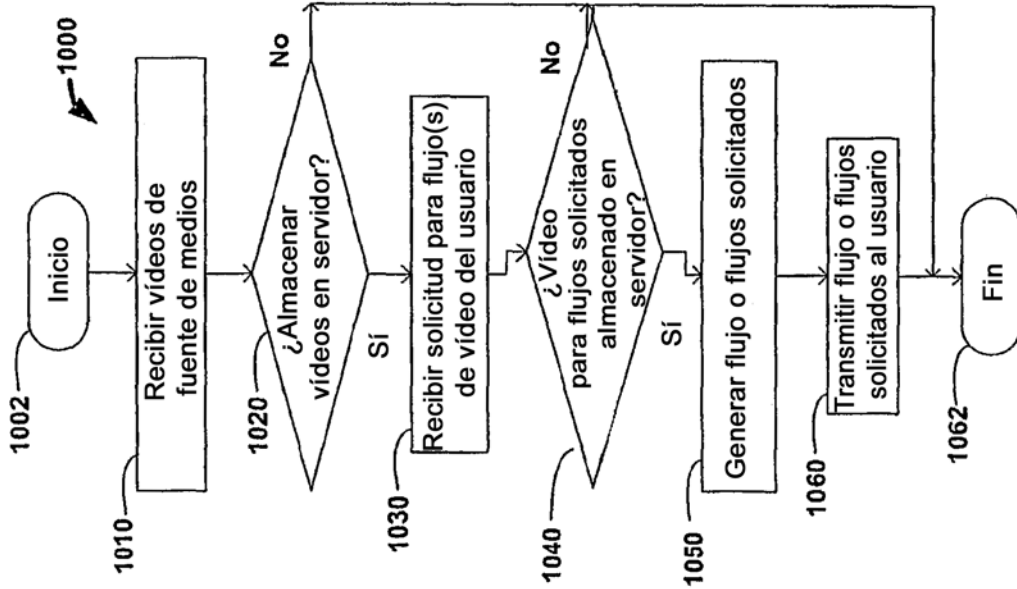 1000
1002
Inicio
1010
Recibir vídeos de
fuente de medios
1020
¿Almacenar
vídeos en servidor?
No
Sí
1030
Recibir solicitud para flujo(s)
de vídeo del usuario
1040
¿Vídeo
para flujos solicitados
almacenado en
servidor?
No
Sí
1050
Generar flujo o flujos solicitados
1060
Transmitir flujo o flujos
solicitados al usuario
1062
Fin